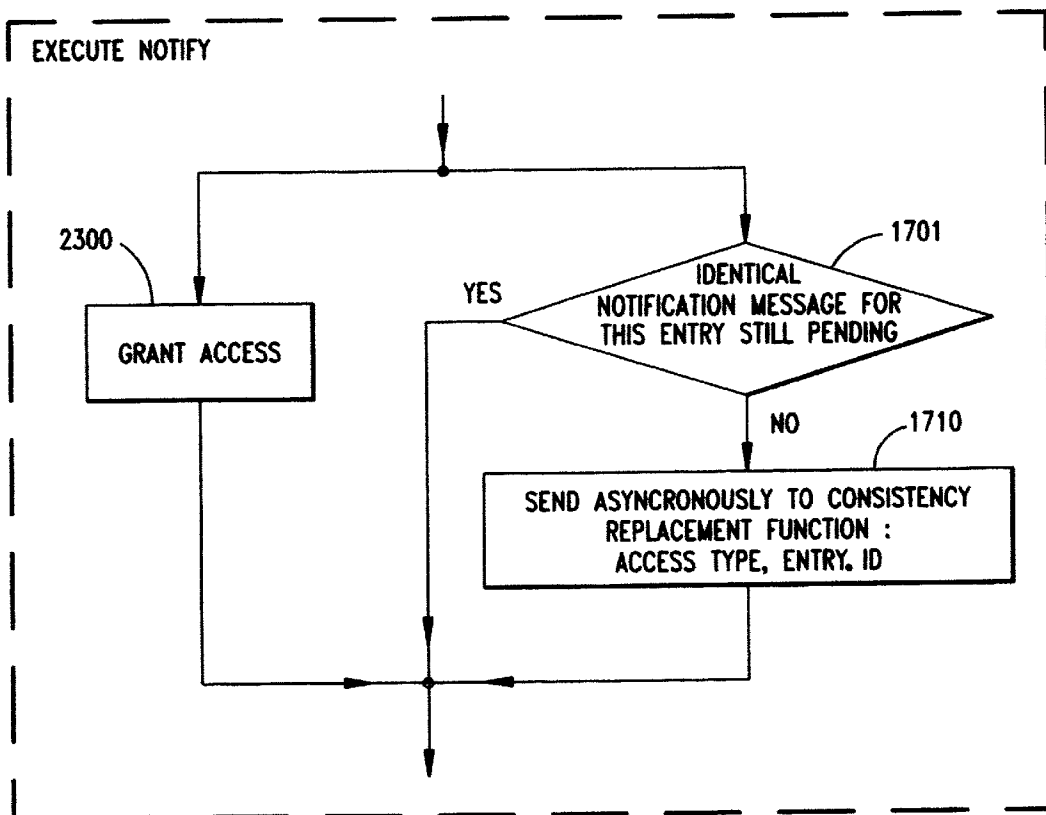 EXECUTE NOTIFY
2300
GRANT ACCESS
1701
IDENTICAL
NOTIFICATION MESSAGE FOR
THIS ENTRY STILL PENDING
YES
NO
1710
SEND ASYNCRONOUSLY TO CONSISTENCY
REPLACEMENT FUNCTION :
ACCESS TYPE, ENTRY. ID